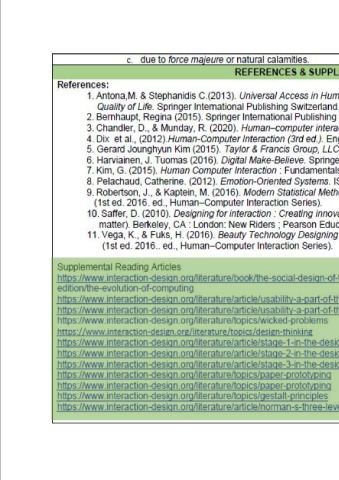 c. due to force majeure or natural calamities.
REFERENCES & SUPPL
References:
1. Antona,M. & Stephanidis C.(2013). Universal Access in Hum
Quality of Life. Springer International Publishing Switzerland.
2. Bernhaupt, Regina (2015). Springer International Publishing
3. Chandler, D., & Munday, R. (2020). Human–computer intera
4. Dix et al., (2012).Human-Computer Interaction (3rd ed.). En
5. Gerard Jounghyun Kim (2015). Taylor & Francis Group, LLC
6. Harviainen, J. Tuomas (2016). Digital Make-Believe. Springe
7. Kim, G. (2015). Human Computer Interaction : Fundamentals
8. Pelachaud, Catherine. (2012). Emotion-Oriented Systems. IS
9. Robertson, J., & Kaptein, M. (2016). Modern Statistical Meth
(1st ed. 2016. ed., Human–Computer Interaction Series).
10. Saffer, D. (2010). Designing for interaction : Creating innova
matter). Berkeley, CA : London: New Riders ; Pearson Educ
11. Vega, K., & Fuks, H. (2016). Beauty Technology Designing
(1st ed. 2016.. ed., Human–Computer Interaction Series).
Supplemental Reading Articles
https://www.interaction-design.org/literature/book/the-social-design-of-t
edition/the-evolution-of-computing
https://www.interaction-design.org/literature/article/usability-a-part-of-th
https://www.interaction-design.org/literature/article/usability-a-part-of-th
https://www.interaction-design.org/literature/topics/wicked-problems
https://www.interaction-design.org/literature/topics/design-thinking
https://www.interaction-design.org/literature/article/stage-1-in-the-desig
https://www.interaction-design.org/literature/article/stage-2-in-the-desig
https://www.interaction-design.org/literature/article/stage-3-in-the-desig
https://www.interaction-design.org/literature/topics/paper-prototyping
https://www.interaction-design.org/literature/topics/paper-prototyping
https://www.interaction-design.org/literature/topics/gestalt-principles
https://www.interaction-design.org/literature/article/norman-s-three-leve